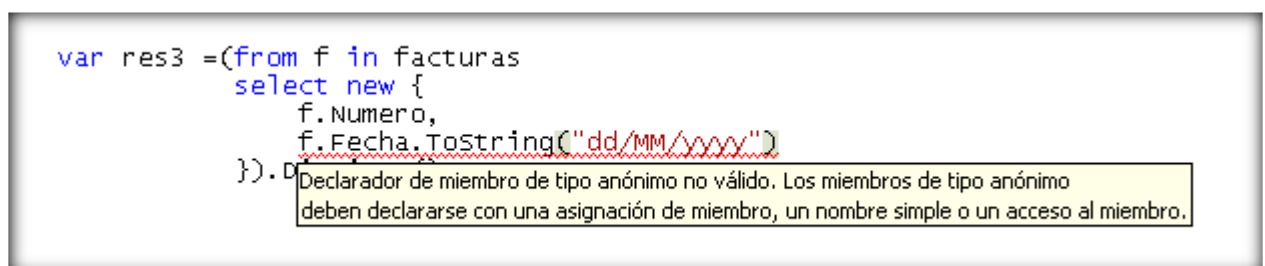 var res3 =(from f in facturas
select new {
f.Numero,
f.Fecha.ToString("dd/MM/yyyy")
}).D
Declarador de miembro de tipo anónimo no válido. Los miembros de tipo anónimo
deben declararse con una asignación de miembro, un nombre simple o un acceso al miembro.